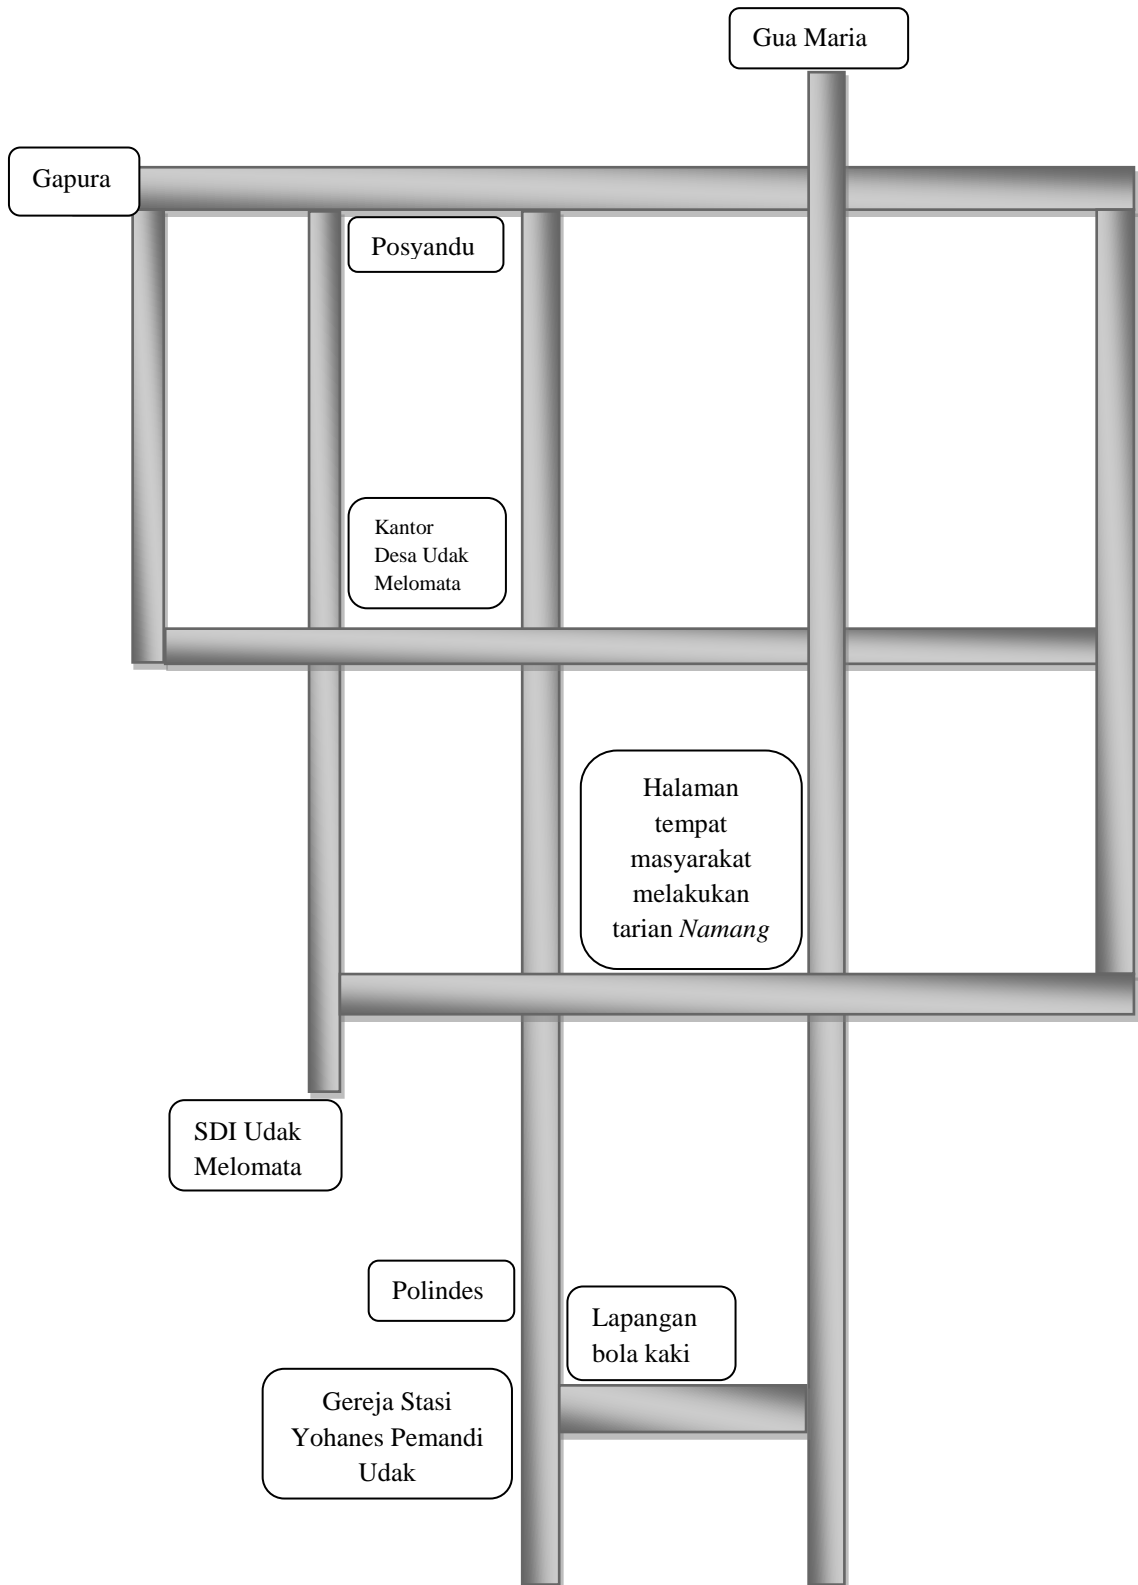 Gua Maria
Gapura
Posyandu
Kantor
Desa Udak
Melomata
Halaman
tempat
masyarakat
melakukan
tarian Namang
SDI Udak
Melomata
Polindes
Lapangan
bola kaki
Gereja Stasi
Yohanes Pemandi
Udak